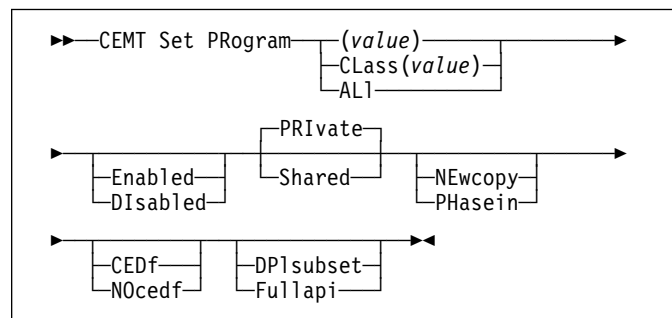 CEMT Set PRogram (value)
CLass(value)
ALl
PRIvate
Enabled Shared NEwcopy
DIsabled PHasein
CEDf DPlsubset
NOcedf Fullapi